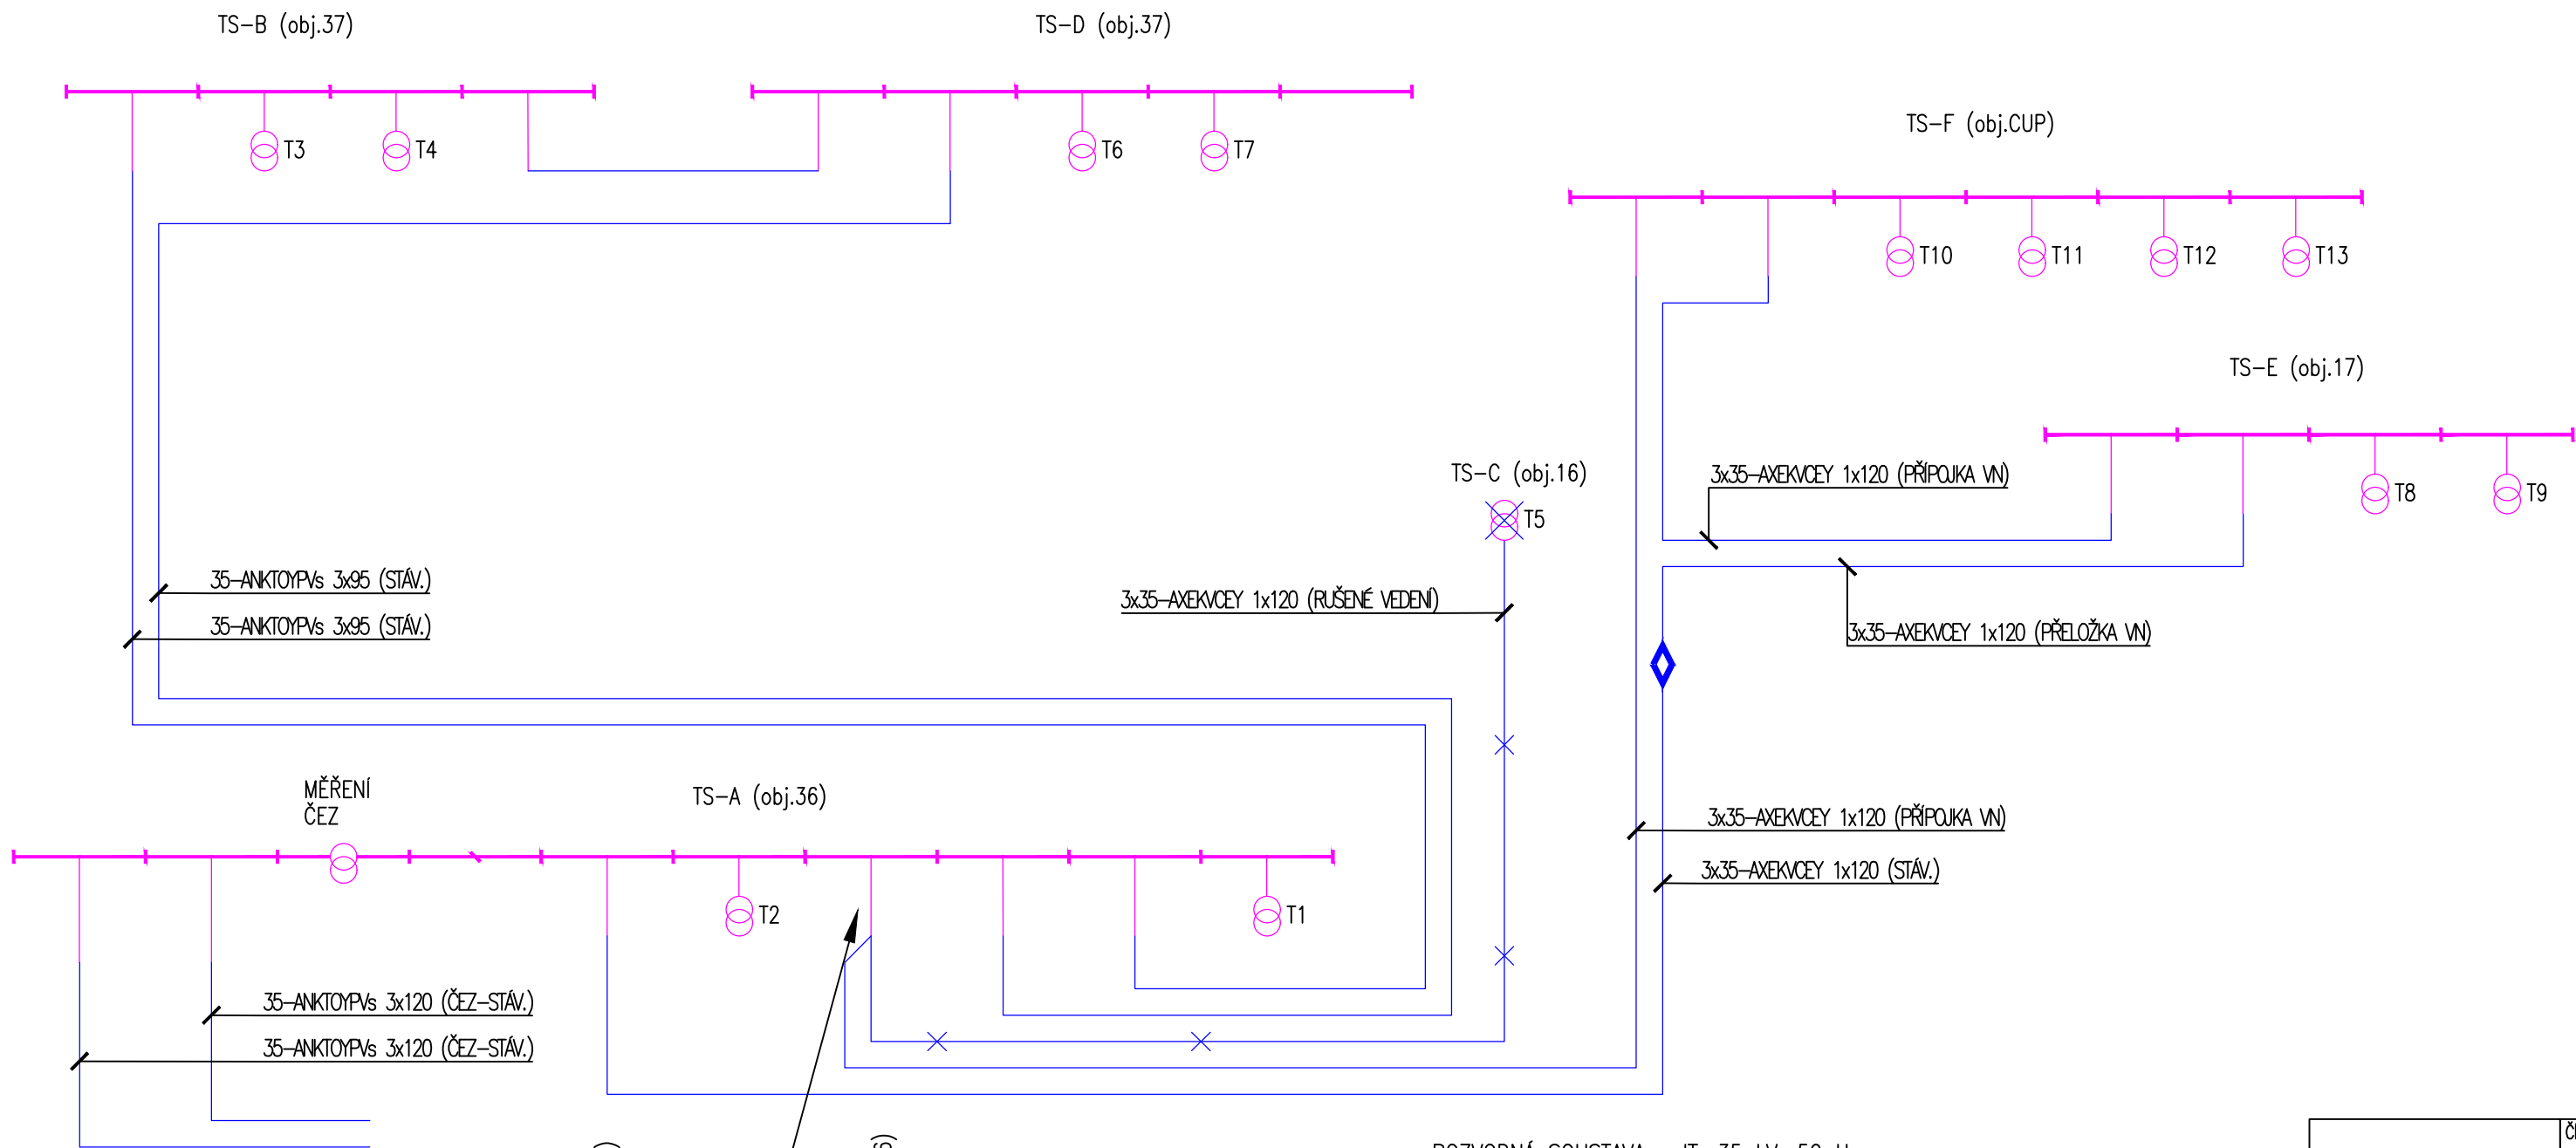 TS-B (obj.37)
TS-D (obj.37)
T3
T4
T6
T7
TS-F (obj.CUP)
T10
T11
T12
T13
TS-E (obj.17)
T8
T9
TS-C (obj.16)
T5
3x35-AXEKVCEY 1x120 (PŘÍPOJKA VN)
35-ANKTOYPVs 3x95 (STÁV.)
35-ANKTOYPVs 3x95 (STÁV.)
3x35-AXEKVCEY 1x120 (RUŠENÉ VEDENÍ)
3x35-AXEKVCEY 1x120 (PŘELOŽKA VN)
MĚŘENÍ
ČEZ
TS-A (obj.36)
3x35-AXEKVCEY 1x120 (PŘÍPOJKA VN)
3x35-AXEKVCEY 1x120 (STÁV.)
T2
T1
35-ANKTOYPVs 3x120 (ČEZ-STÁV.)
35-ANKTOYPVs 3x120 (ČEZ-STÁV.)